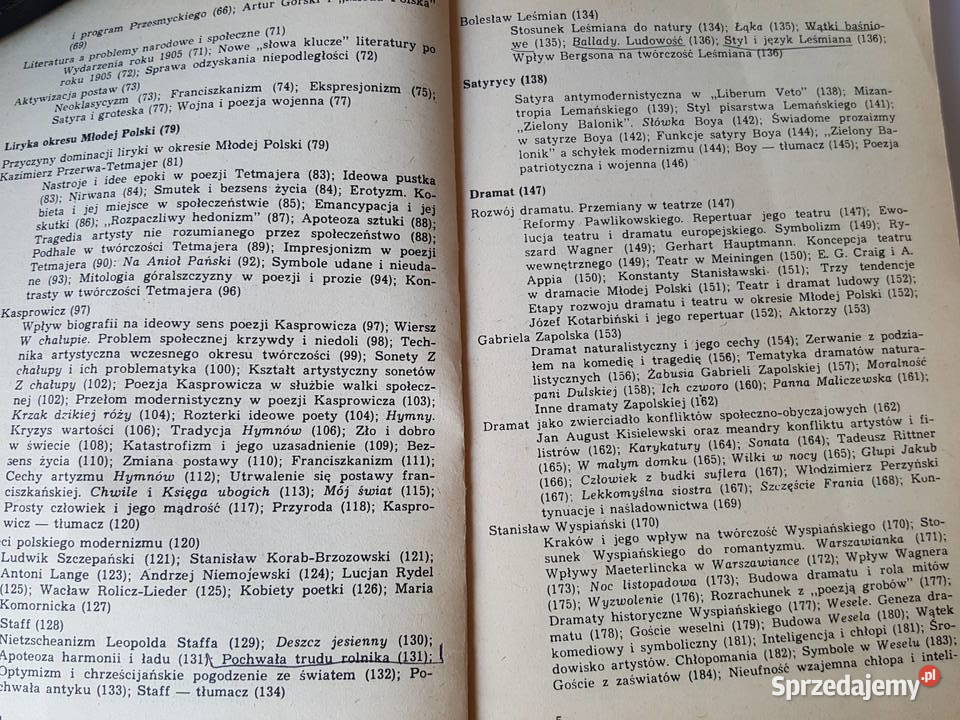 i program Przesmyckiego (66); Artur Górski i „Młoda Polska”
(69)
Literatura a problemy narodowe i społeczne (71)
Wydarzenia roku 1905 (71); Nowe „słowa klucze” literatury po
roku 1905 (72); Sprawa odzyskania niepodległości (72)
Aktywizacja postaw (73)
Neoklasycyzm (73); Franciszkanizm (74); Ekspresjonizm (75);
Satyra i groteska (77); Wojna i poezja wojenna (77)
Liryka okresu Młodej Polski (79)
Przyczyny dominacji liryki w okresie Młodej Polski (79)
Kazimierz Przerwa-Tetmajer (81)
Nastroje i idee epoki w poezji Tetmajera (83); Ideowa pustka
(83); Nirwana (84); Smutek i bezsens życia (84); Erotyzm. Ko-
bieta i jej miejsce w społeczeństwie (85); Emancypacja i jej
skutki (86); „Rozpaczliwy hedonizm” (87); Apoteoza sztuki (88);
Tragedia artysty nie rozumianego przez społeczeństwo (88);
Podhale w twórczości Tetmajera (89); Impresjonizm w poezji
Tetmajera (90): Na Anioł Pański (92); Symbole udane i nieuda-
ne (93); Mitologia góralszczyzny w poezji i prozie (94); Kon-
trasty w twórczości Tetmajera (96)
Kasprowicz (97)
Wpływ biografii na ideowy sens poezji Kasprowicza (97); Wiersz
W chałupie. Problem społecznej krzywdy i niedoli (98); Tech-
nika artystyczna wczesnego okresu twórczości (99); Sonety Z
chałupy i ich problematyka (100); Kształt artystyczny sonetów
Z chałupy (102); Poezja Kasprowicza w służbie walki społecz-
nej (102); Przełom modernistyczny w poezji Kasprowicza (103);
Krzak dzikiej róży (104); Rozterki ideowe poety (104); Hymny.
Kryzys wartości (106); Tradycja Hymnów (106); Zło i dobro
w świecie (108); Katastrofizm i jego uzasadnienie (109); Bez-
sens życia (110); Zmiana postawy (110); Franciszkanizm (111);
Cechy artyzmu Hymnów (112); Utrwalenie się postawy fran-
ciszkańskiej. Chwile i Księga ubogich (113); Mój świat (115);
Prosty człowiek i jego mądrość (117); Przyroda (118); Kaspro-
wicz — tłumacz (120)
ci polskiego modernizmu (120)
Ludwik Szczepański (121); Stanisław Korab-Brzozowski (121);
Antoni Lange (123); Andrzej Niemojewski (124); Lucjan Rydel
(125); Wacław Rolicz-Lieder (125); Kobiety poetki (126); Maria
Komornicka (127)
Staff (128)
Nietzscheanizm Leopolda Staffa (129); Deszcz jesienny (130);
Apoteoza harmonii i ładu (131); Pochwała trudu rolnika (131);
Optymizm i chrześcijańskie pogodzenie ze światem (132); Po-
chwała antyku (133); Staff — tłumacz (134)
Bolesław Leśmian (134)
Stosunek Leśmiana do natury (134); Łąka (135); Wątki baśnio-
we (135); Ballady. Ludowość (136); Styl i język Leśmiana (136);
Wpływ Bergsona na twórczość Leśmiana (136)
Satyrycy (138)
Satyra antymodernistyczna w „Liberum Veto” (138); Mizan-
tropia Lemańskiego (139); Styl pisarstwa Lemańskiego (141);
„Zielony Balonik”. Słówka Boya (142); Świadome prozaizmy
w satyrze Boya (142); Funkcje satyry Boya (144); „Zielony Ba-
lonik” a schyłek modernizmu (144); Boy — tłumacz (145); Poezja
patriotyczna i wojenna (146)
Dramat (147)
Rozwój dramatu. Przemiany w teatrze (147)
Reformy Pawlikowskiego. Repertuar jego teatru (147); Ewo-
lucja teatru i dramatu europejskiego. Symbolizm (149); Ry-
szard Wagner (149); Gerhart Hauptmann. Koncepcja teatru
wewnętrznego (149); Teatr w Meiningen (150); E. G. Craig i A.
Appia (150); Konstanty Stanisławski (151); Trzy tendencje
w dramacie Młodej Polski (151); Teatr i dramat ludowy (152);
Etapy rozwoju dramatu i teatru w okresie Młodej Polski (152);
Józef Kotarbiński i jego repertuar (152); Aktorzy (153)
Gabriela Zapolska (153)
Dramat naturalistyczny i jego cechy (154); Zerwanie z podzia-
łem na komedię i tragedię (156); Tematyka dramatów natura-
listycznych (156); Żabusia Gabrieli Zapolskiej (157); Moralność
pani Dulskiej (158); Ich czworo (160); Panna Maliczewska (161);
Inne dramaty Zapolskiej (162)
Dramat jako zwierciadło konfliktów społeczno-obyczajowych (162)
Jan August Kisielewski oraz meandry konfliktu artystów i fi-
listrów (162); Karykatury (164); Sonata (164); Tadeusz Rittner
(165); W małym domku (165); Wilki w nocy (165); Głupi Jakub
(166); Człowiek z budki suflera (167); Włodzimierz Perzyński
(167); Lekkomyślna siostra (167); Szczęście Frania (168); Kon-
tynuacje i naśladownictwa (169)
Stanisław Wyspiański (170)
Kraków i jego wpływ na twórczość Wyspiańskiego (170); Sto-
sunek Wyspiańskiego do romantyzmu. Warszawianka (171);
Wpływy Maeterlincka w Warszawiance (172); Wpływ Wagnera
(173); Noc listopadowa (173); Budowa dramatu i rola mitów
(175); Wyzwolenie (176); Rozrachunek z „poezją grobów” (177);
Dramaty historyczne Wyspiańskiego (177); Wesele. Geneza dra-
matu (178); Goście weselni (179); Budowa Wesela (180); Wątek
komediowy i symboliczny (181); Inteligencja i chłopi (181); Śro-
dowisko artystów. Chłopomania (182); Symbole w Weselu (183);
Goście z zaświatów (184); Nieufność wzajemna chłopa i inteli-
5
Sprzedajemy.pl